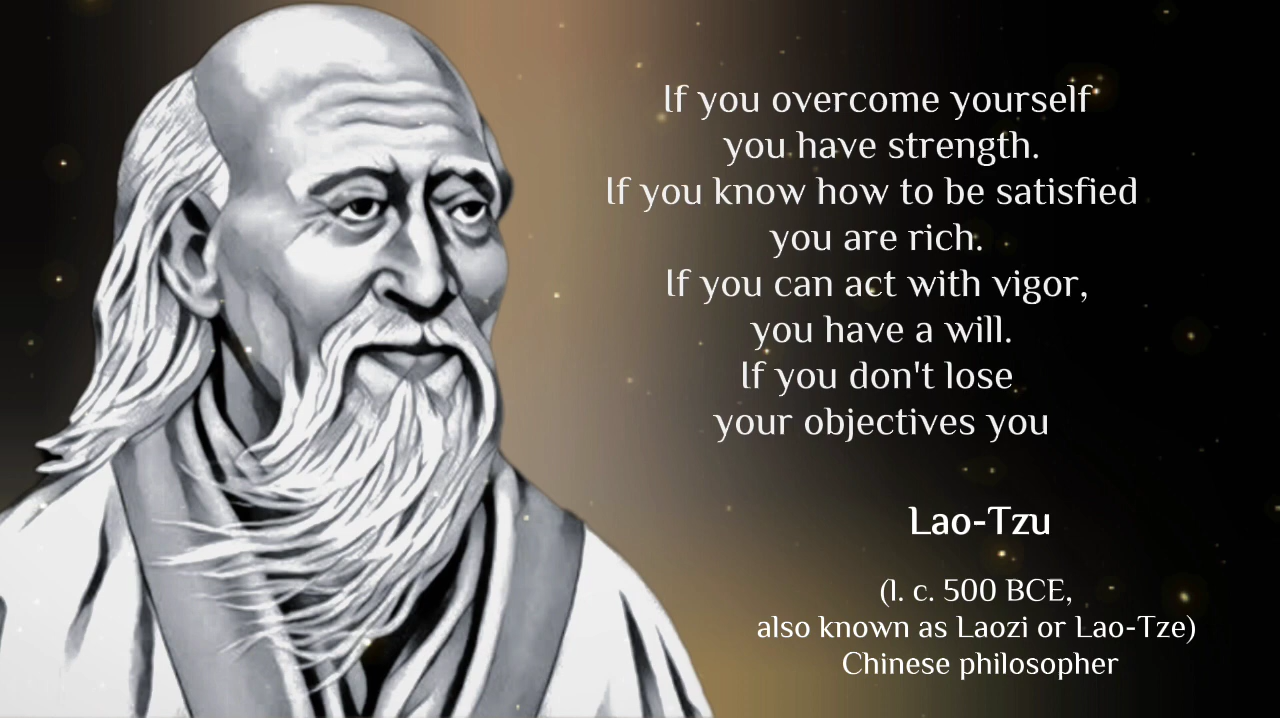 If you overcome yourself
you have strength.
If you know how to be satisfied
you are rich.
If you can act with vigor,
you have a will.
If you don't lose
your objectives you
Lao-Tzu
(l. c. 500 BCE,
also known as Laozi or Lao-Tze)
Chinese philosopher